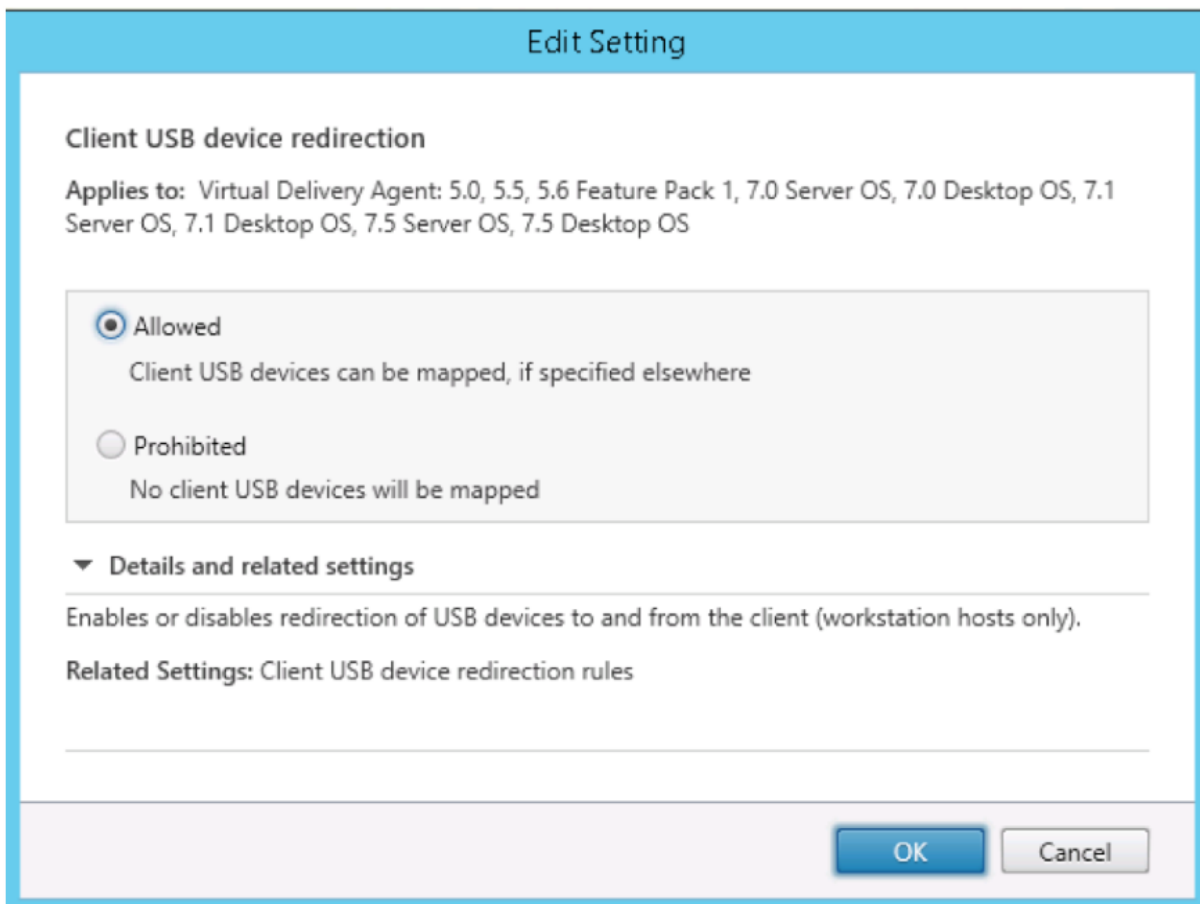 Edit Setting
Client USB device redirection
Applies to: Virtual Delivery Agent: 5.0, 5.5, 5.6 Feature Pack 1, 7.0 Server OS, 7.0 Desktop OS, 7.1
Server OS, 7.1 Desktop OS, 7.5 Server OS, 7.5 Desktop OS
Allowed
Client USB devices can be mapped, if specified elsewhere
Prohibited
No client USB devices will be mapped
Details and related settings
Enables or disables redirection of USB devices to and from the client (workstation hosts only).
Related Settings: Client USB device redirection rules
OK
Cancel